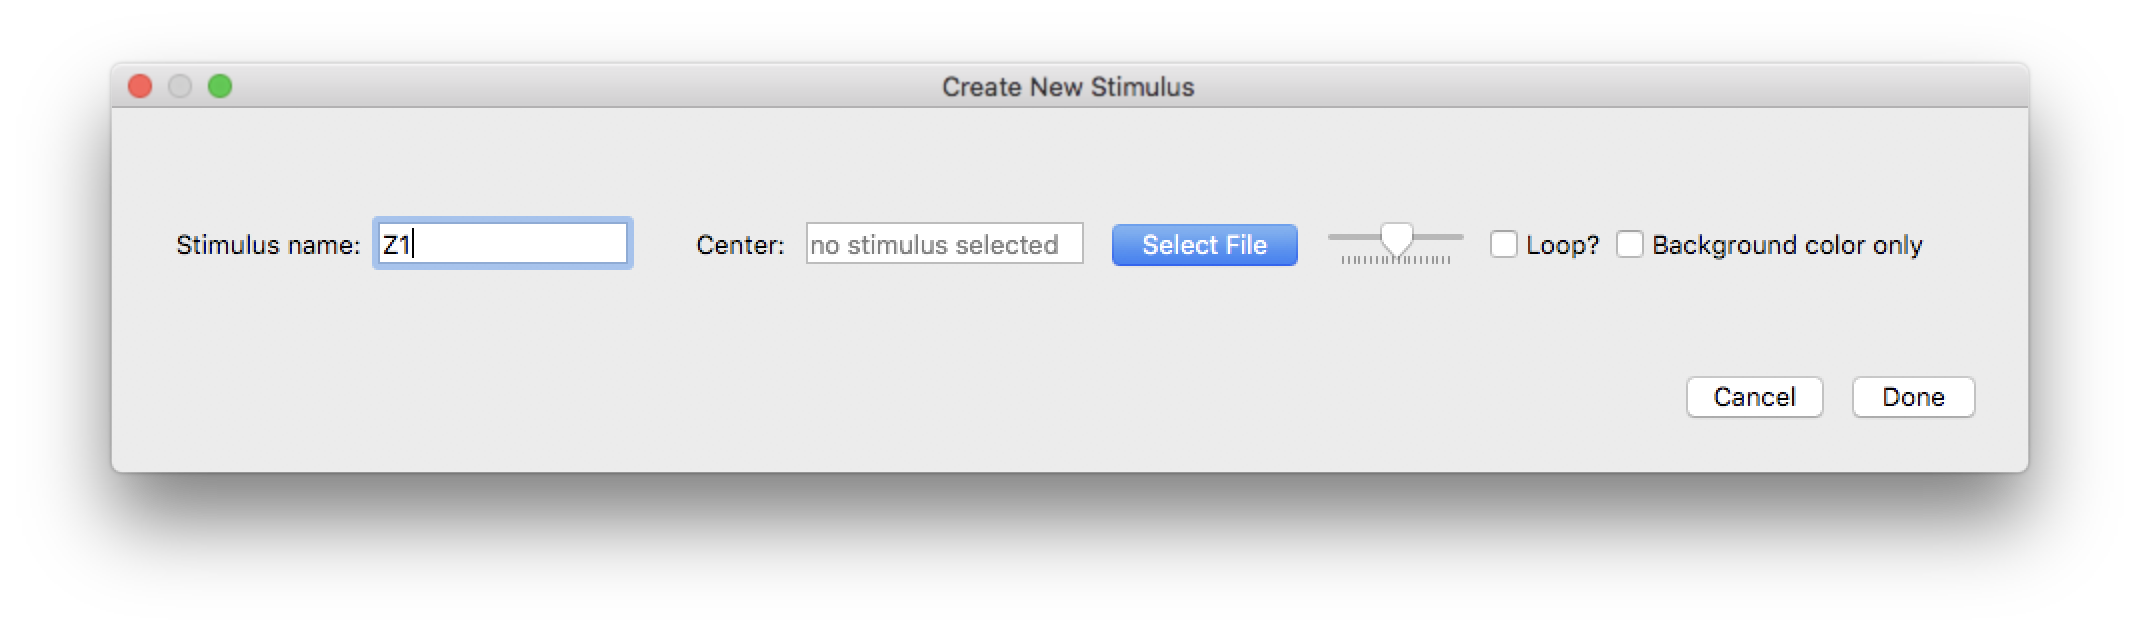 Create New Stimulus
Stimulus name: Z1 Center: no stimulus selected Select File Loop? Background color only
Cancel Done